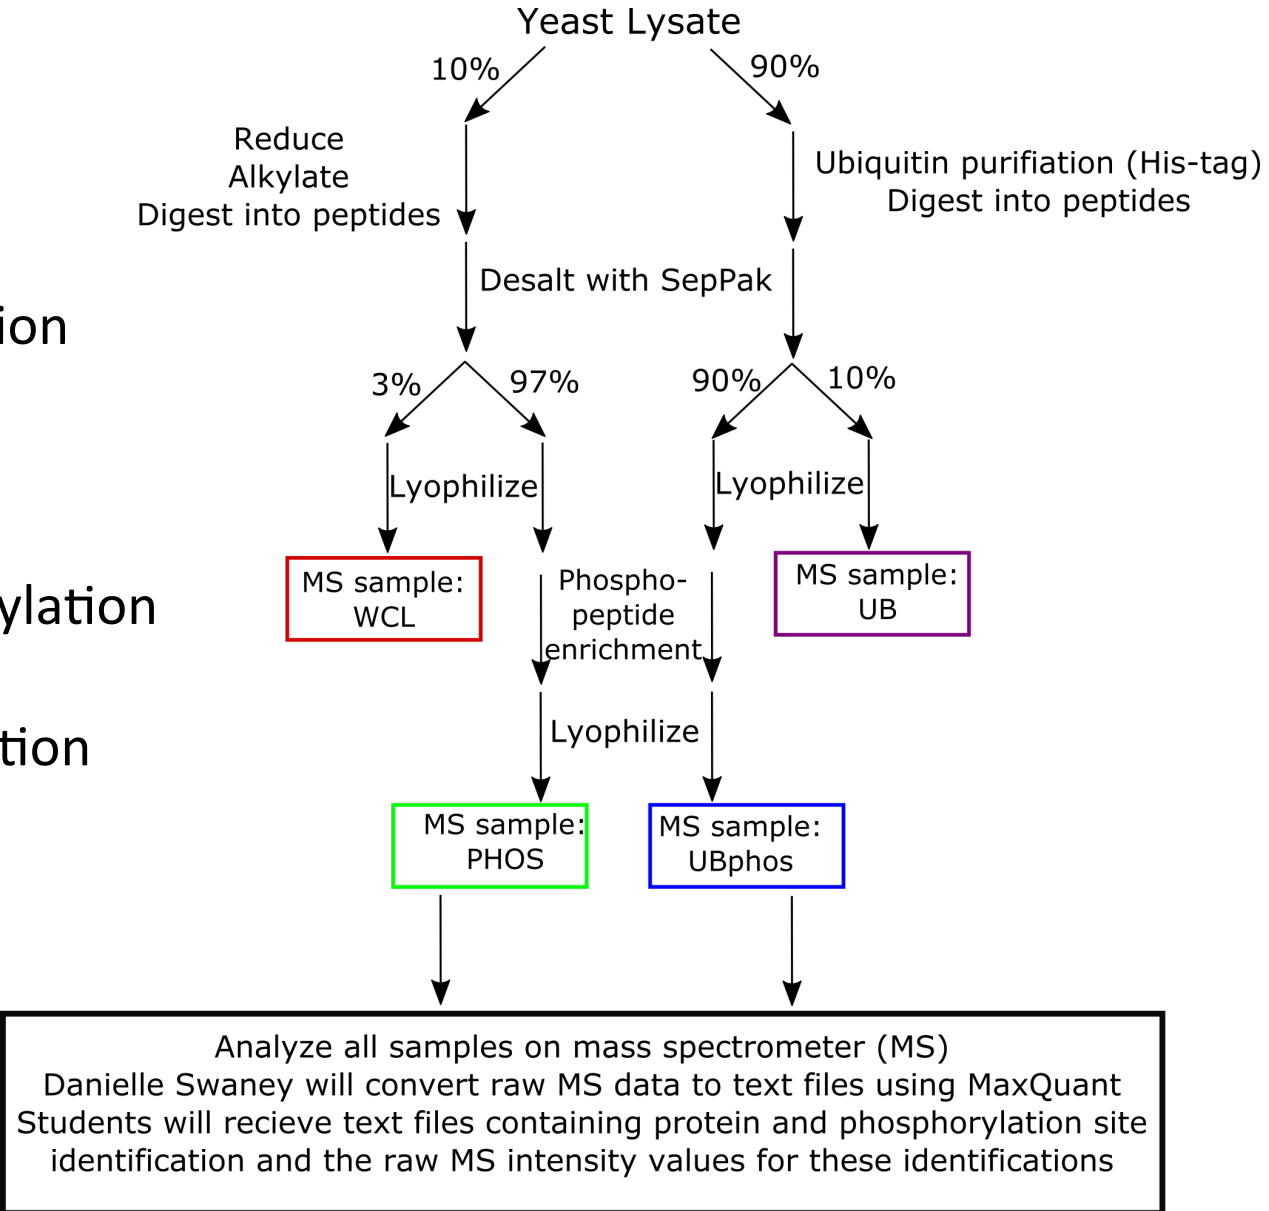 Yeast Lysate
10%
90%
Reduce
Alkylate
Digest into peptides
Ubiquitin purifiation (His-tag)
Digest into peptides
Desalt with SepPak
ion
3%
97%
90%
10%
Lyophilize
Lyophilize
MS sample:
WCL
Phospho-
peptide
enrichment
MS sample:
UB
ylation
Lyophilize
tion
MS sample:
PHOS
MS sample:
UBphos
Analyze all samples on mass spectrometer (MS)
Danielle Swaney will convert raw MS data to text files using MaxQuant
Students will recieve text files containing protein and phosphorylation site
identification and the raw MS intensity values for these identifications